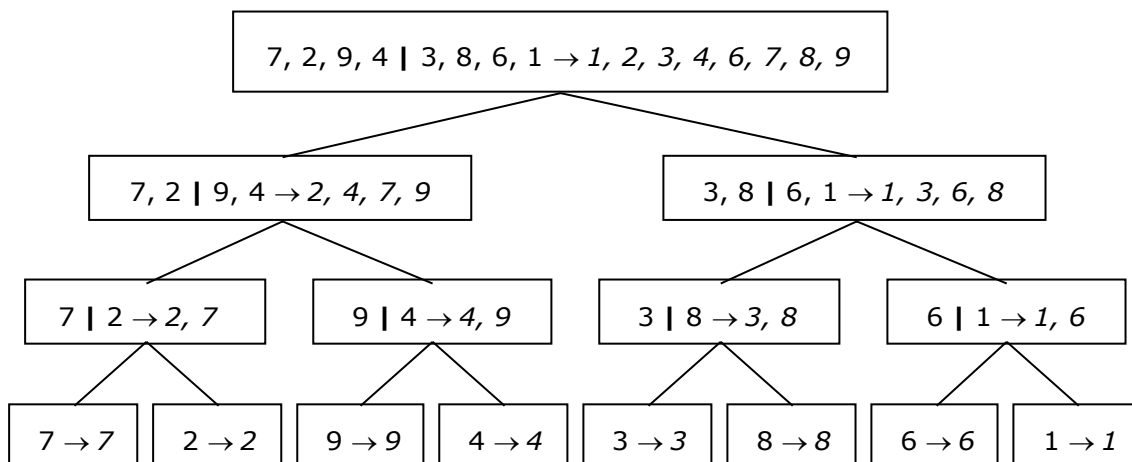 7, 2, 9, 4 | 3, 8, 6, 1 → 1, 2, 3, 4, 6, 7, 8, 9
7, 2 | 9, 4 → 2, 4, 7, 9
3, 8 | 6, 1 → 1, 3, 6, 8
7 | 2 → 2, 7
9 | 4 → 4, 9
3 | 8 → 3, 8
6 | 1 → 1, 6
7 → 7
2 → 2
9 → 9
4 → 4
3 → 3
8 → 8
6 → 6
1 → 1